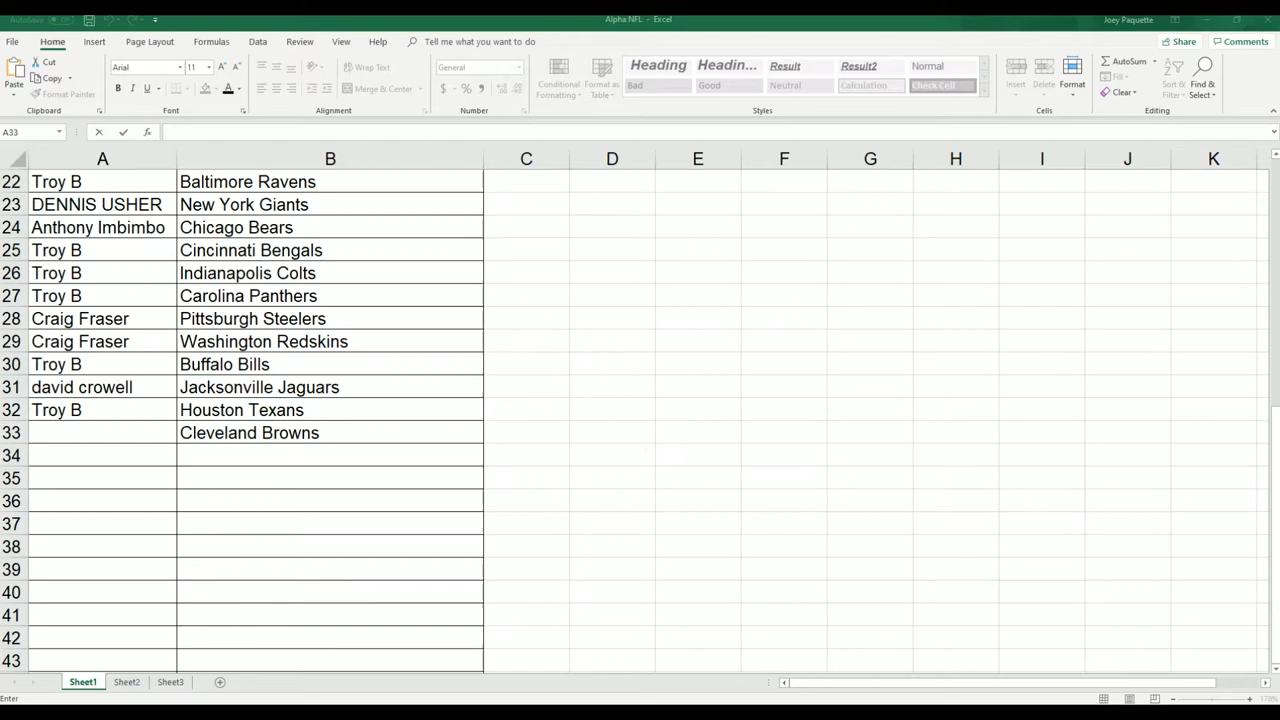 AutoSave Off
Alpha.NFL - Excel
Joey Paquette
File Home Insert Page Layout Formulas Data Review View Help Tell me what you want to do
Share Comments
Paste
Cut
Copy
Format Painter
Clipboard
Arial 11
B I U
Font
Wrap Text
Merge & Center
Alignment
General
$ % 9
Number
Conditional Formatting
Format as Table
Heading Headin... Result Result2 Normal
Bad Good Neutral Calculation Check Cell
Styles
Insert Delete Format
Cells
AutoSum
Fill
Clear
Sort & Filter
Find & Select
Editing
A33 fx
A B C D E F G H I J K
22 Troy B Baltimore Ravens
23 DENNIS USHER New York Giants
24 Anthony Imbimbo Chicago Bears
25 Troy B Cincinnati Bengals
26 Troy B Indianapolis Colts
27 Troy B Carolina Panthers
28 Craig Fraser Pittsburgh Steelers
29 Craig Fraser Washington Redskins
30 Troy B Buffalo Bills
31 david crowell Jacksonville Jaguars
32 Troy B Houston Texans
33 Cleveland Browns
34
35
36
37
38
39
40
41
42
43
Sheet1 Sheet2 Sheet3
Enter
178%